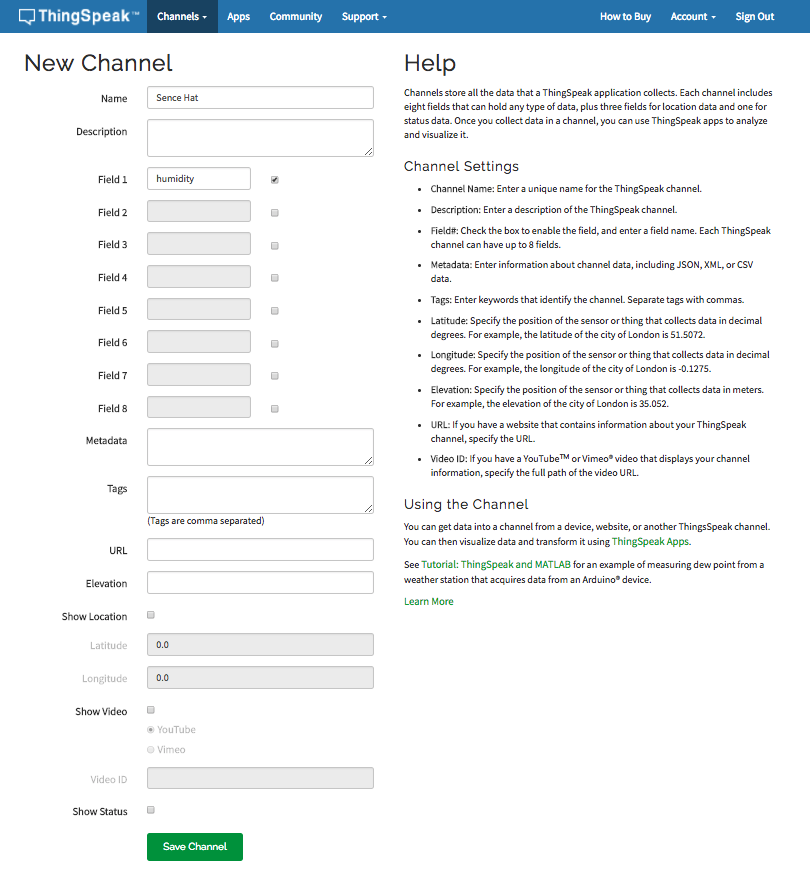 ThingSpeak™ Channels Apps Community Support How to Buy Account Sign Out
New Channel
Name Sence Hat
Description
Field 1 humidity
Field 2
Field 3
Field 4
Field 5
Field 6
Field 7
Field 8
Metadata
Tags
(Tags are comma separated)
URL
Elevation
Show Location
Latitude 0.0
Longitude 0.0
Show Video
YouTube
Vimeo
Video ID
Show Status
Save Channel
Help
Channels store all the data that a ThingSpeak application collects. Each channel includes
eight fields that can hold any type of data, plus three fields for location data and one for
status data. Once you collect data in a channel, you can use ThingSpeak apps to analyze
and visualize it.
Channel Settings
• Channel Name: Enter a unique name for the ThingSpeak channel.
• Description: Enter a description of the ThingSpeak channel.
• Field#: Check the box to enable the field, and enter a field name. Each ThingSpeak
channel can have up to 8 fields.
• Metadata: Enter information about channel data, including JSON, XML, or CSV
data.
• Tags: Enter keywords that identify the channel. Separate tags with commas.
• Latitude: Specify the position of the sensor or thing that collects data in decimal
degrees. For example, the latitude of the city of London is 51.5072.
• Longitude: Specify the position of the sensor or thing that collects data in decimal
degrees. For example, the longitude of the city of London is -0.1275.
• Elevation: Specify the position of the sensor or thing that collects data in meters.
For example, the elevation of the city of London is 35.052.
• URL: If you have a website that contains information about your ThingSpeak
channel, specify the URL.
• Video ID: If you have a YouTube™ or Vimeo® video that displays your channel
information, specify the full path of the video URL.
Using the Channel
You can get data into a channel from a device, website, or another ThingsSpeak channel.
You can then visualize data and transform it using ThingSpeak Apps.
See Tutorial: ThingSpeak and MATLAB for an example of measuring dew point from a
weather station that acquires data from an Arduino® device.
Learn More